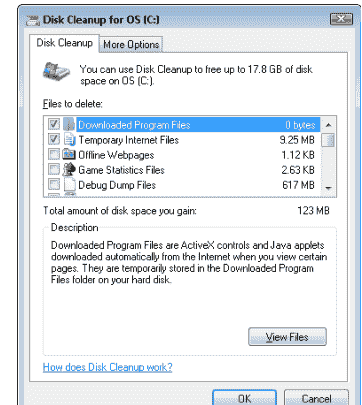 Disk Cleanup for OS (C:)
Disk Cleanup More Options
You can use Disk Cleanup to free up to 17.8 GB of disk
space on OS (C:).
Files to delete:
Downloaded Program Files 0 bytes
Temporary Internet Files 9.25 MB
Offline Webpages 1.12 KB
Game Statistics Files 2.63 KB
Debug Dump Files 617 MB
Total amount of disk space you gain: 123 MB
Description
Downloaded Program Files are ActiveX controls and Java applets
downloaded automatically from the Internet when you view certain
pages. They are temporarily stored in the Downloaded Program
Files folder on your hard disk.
View Files
How does Disk Cleanup work?
OK Cancel